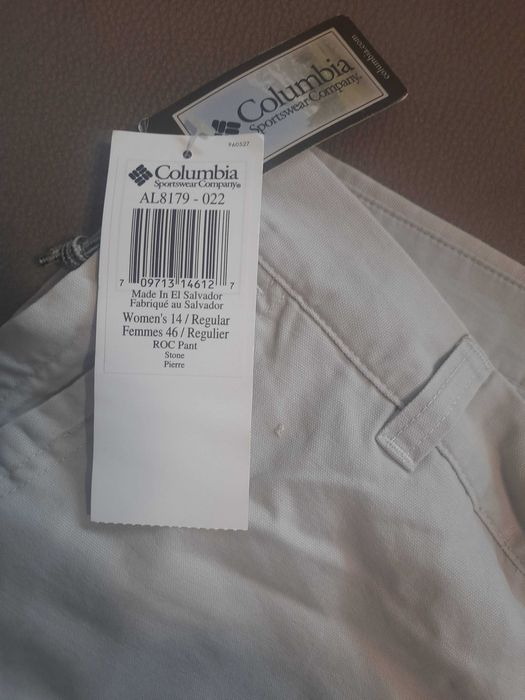 columbia.com
Columbia
Sportswear Company®
960527
Columbia
Sportswear Company®
AL8179 - 022
7 09713 14612 7
Made In El Salvador
Fabriqué au Salvador
Women's 14 / Regular
Femmes 46 / Regulier
ROC Pant
Stone
Pierre